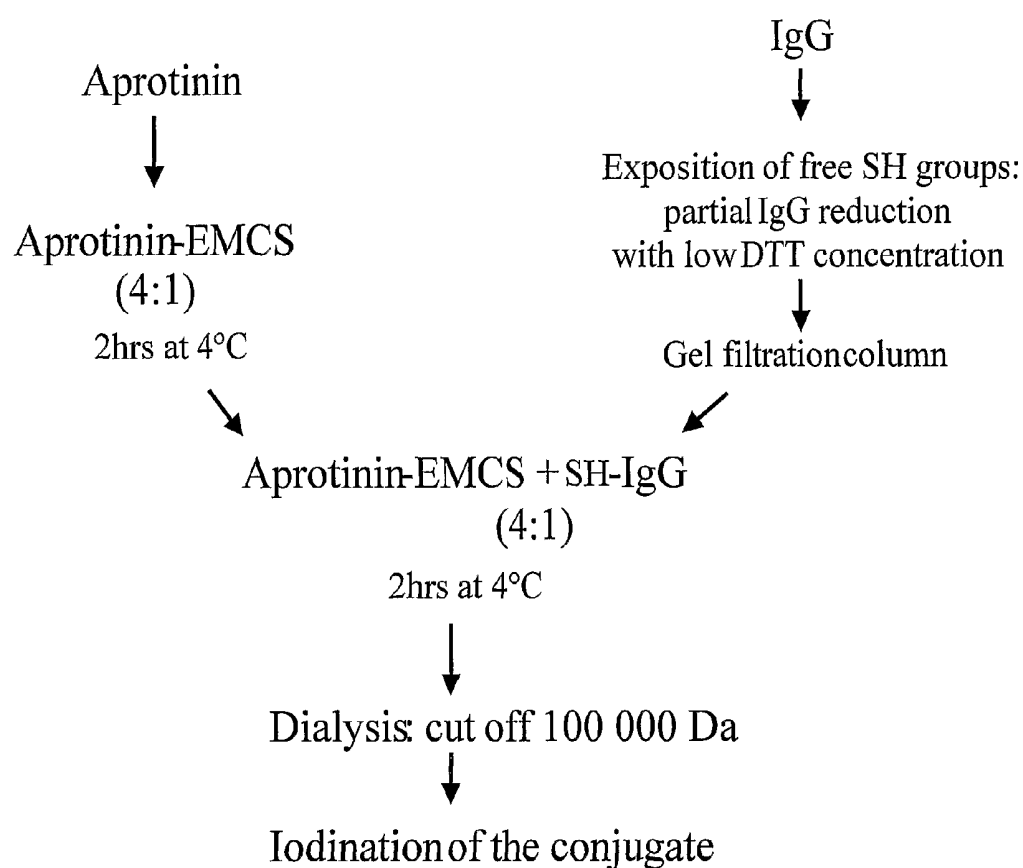 Aprotinin
Aprotinin-EMCS
(4:1)
2hrs at 4°C
IgG
Exposition of free SH groups:
partial IgG reduction
with low DTT concentration
Gel filtration column
Aprotinin-EMCS + SH-IgG
(4:1)
2hrs at 4°C
Dialysis: cut off 100 000 Da
Iodination of the conjugate